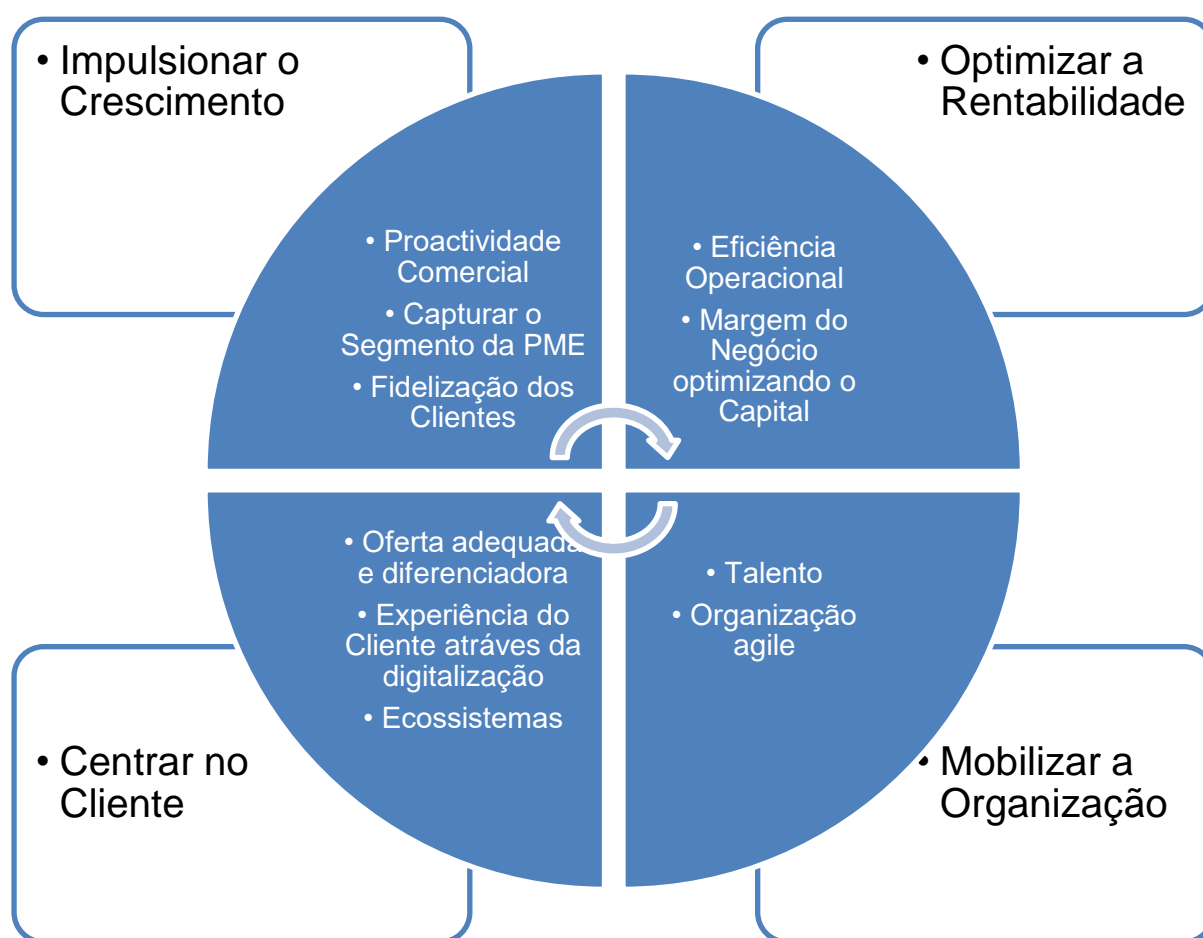 • Impulsionar o
Crescimento
• Optimizar a
Rentabilidade
• Proactividade
Comercial
• Capturar o
Segmento da PME
• Fidelização dos
Clientes
• Eficiência
Operacional
• Margem do
Negócio
optimizando o
Capital
• Oferta adequada
e diferenciadora
• Experiência do
Cliente atráves da
digitalização
• Ecossistemas
• Talento
• Organização
agile
• Centrar no
Cliente
• Mobilizar a
Organização